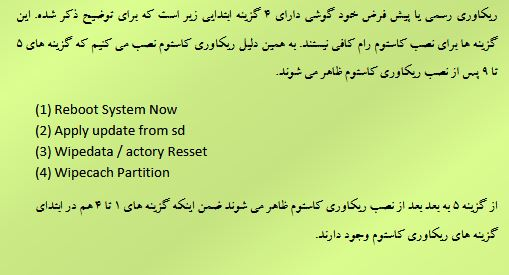 ریکاوری رسمی یا پیش فرض خود گوشی دارای ۴ گزینه ابتدایی زیر است که برای توضیح ذکر شده. این
گزینه ها برای نصب کاستوم رام کافی نیستند. به همین دلیل ریکاوری کاستوم نصب می کنیم که گزینه های ۵
تا ۹ پس از نصب ریکاوری کاستوم ظاهر می شوند.
(1) Reboot System Now
(2) Apply update from sd
(3) Wipedata / actory Resset
(4) Wipecach Partition
از گزینه ۵ به بعد بعد از نصب ریکاوری کاستوم ظاهر می شوند ضمن اینکه گزینه های ۱ تا ۴ هم در ابتدای
گزینه های ریکاوری کاستوم وجود دارند.